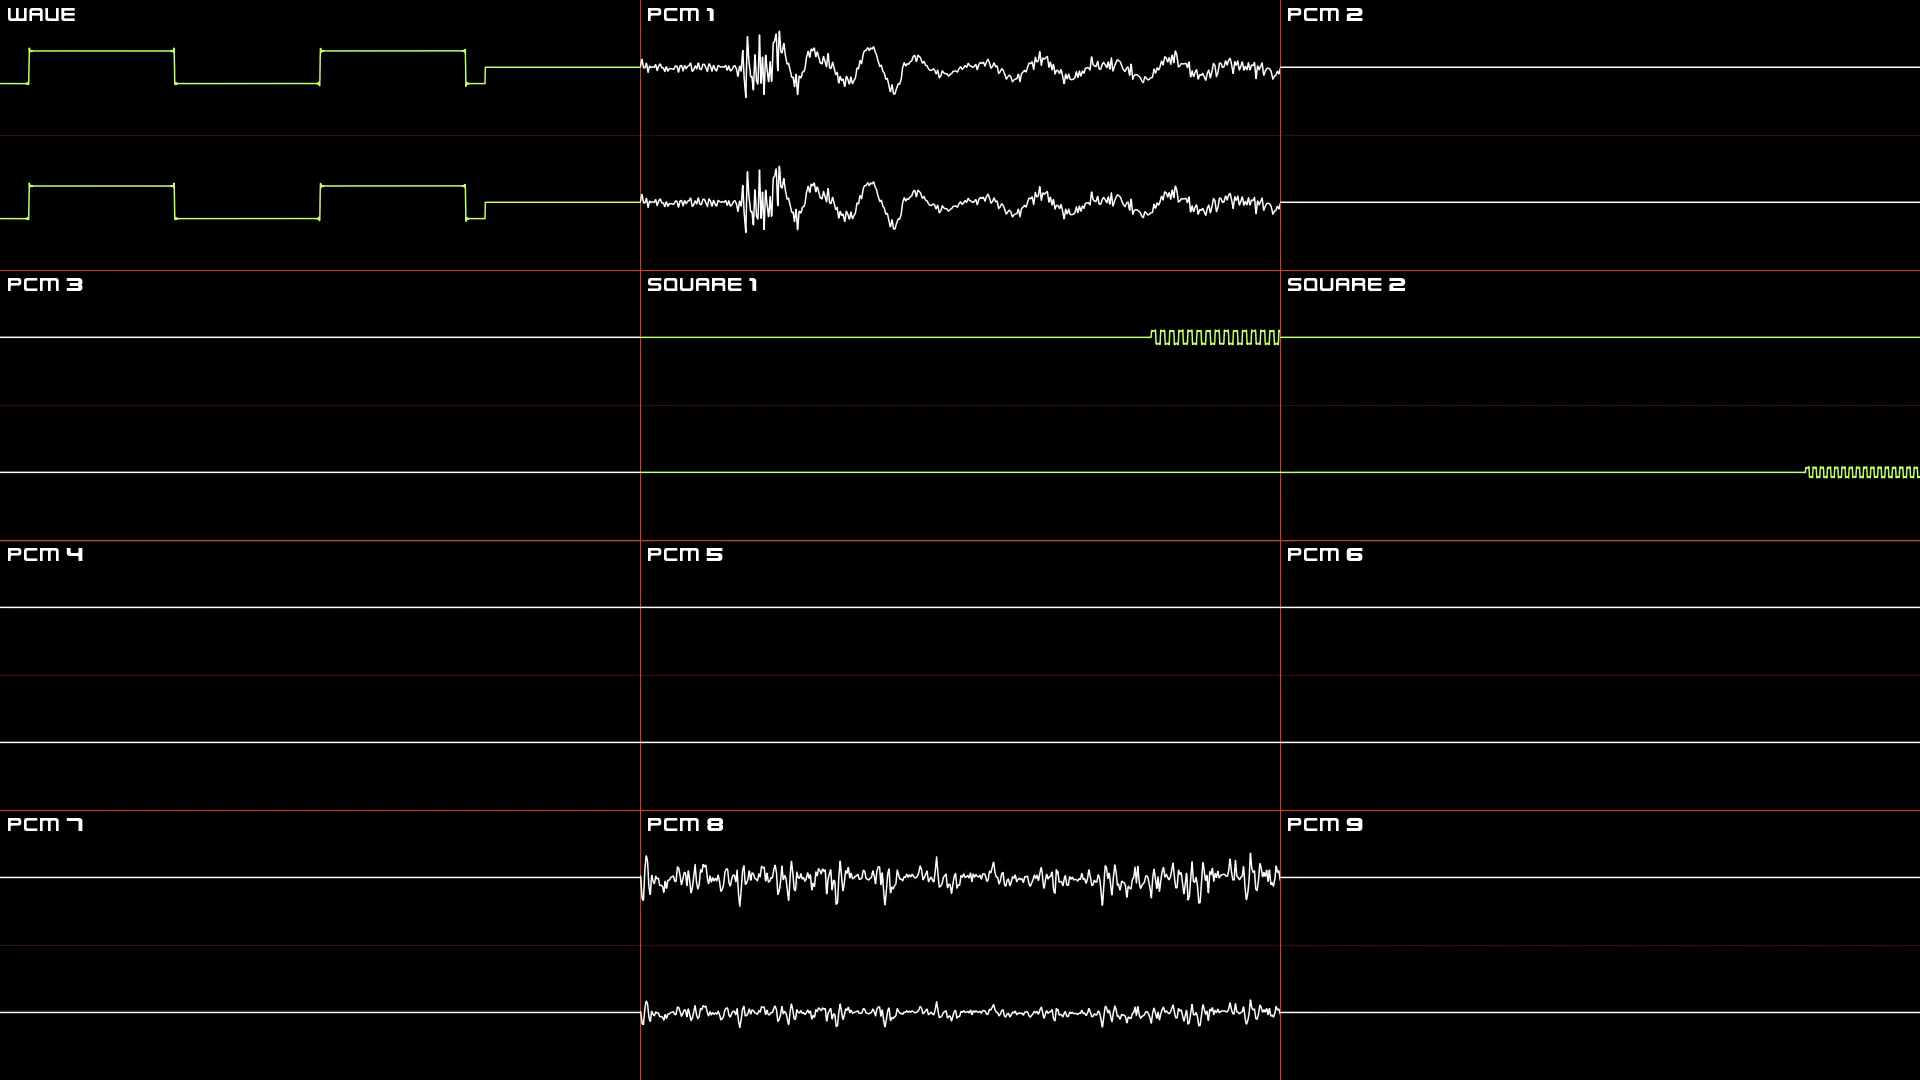 WAVE
PCM 1
PCM 2
PCM 3
SQUARE 1
SQUARE 2
PCM 4
PCM 5
PCM 6
PCM 7
PCM 8
PCM 9